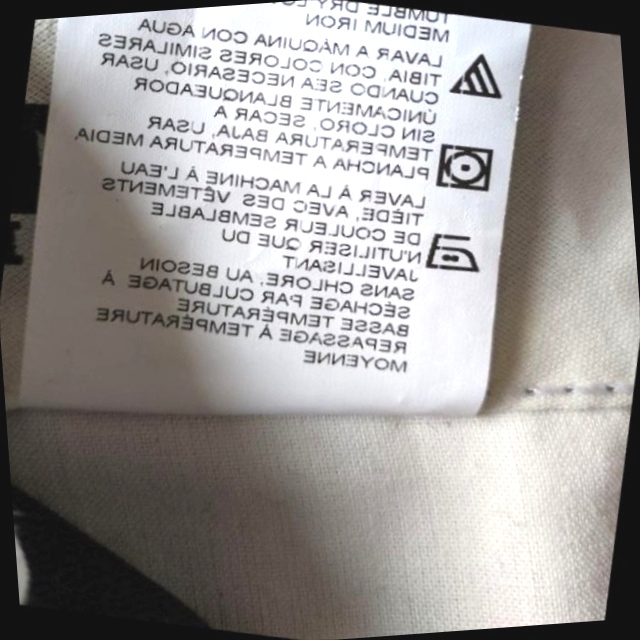 TUMBLE DRY LOW
MEDIUM IRON
LAVAR A MÁQUINA CON AGUA
TIBIA, CON COLORES SIMILARES
CUANDO SEA NECESARIO, USAR
ÚNICAMENTE BLANQUEADOR
SIN CLORO, SECAR A
TEMPERATURA BAJA, USAR
PLANCHA A TEMPERATURA MEDIA
LAVER À LA MACHINE À L'EAU
TIÈDE, AVEC DES VÊTEMENTS
DE COULEUR SEMBLABLE
N'UTILISER QUE DU
JAVELLISANT
SANS CHLORE, AU BESOIN
SÉCHAGE PAR CULBUTAGE À
BASSE TEMPÉRATURE
REPASSAGE À TEMPÉRATURE
MOYENNE